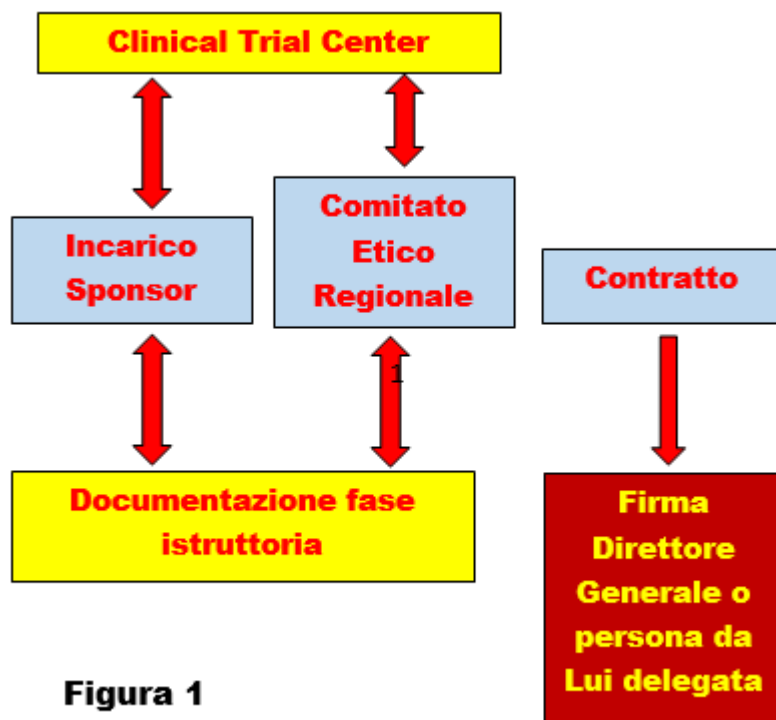 Clinical Trial Center
Incarico
Sponsor
Comitato
Etico
Regionale
Contratto
1
Documentazione fase
istruttoria
Firma
Direttore
Generale o
persona da
Lui delegata
Figura 1